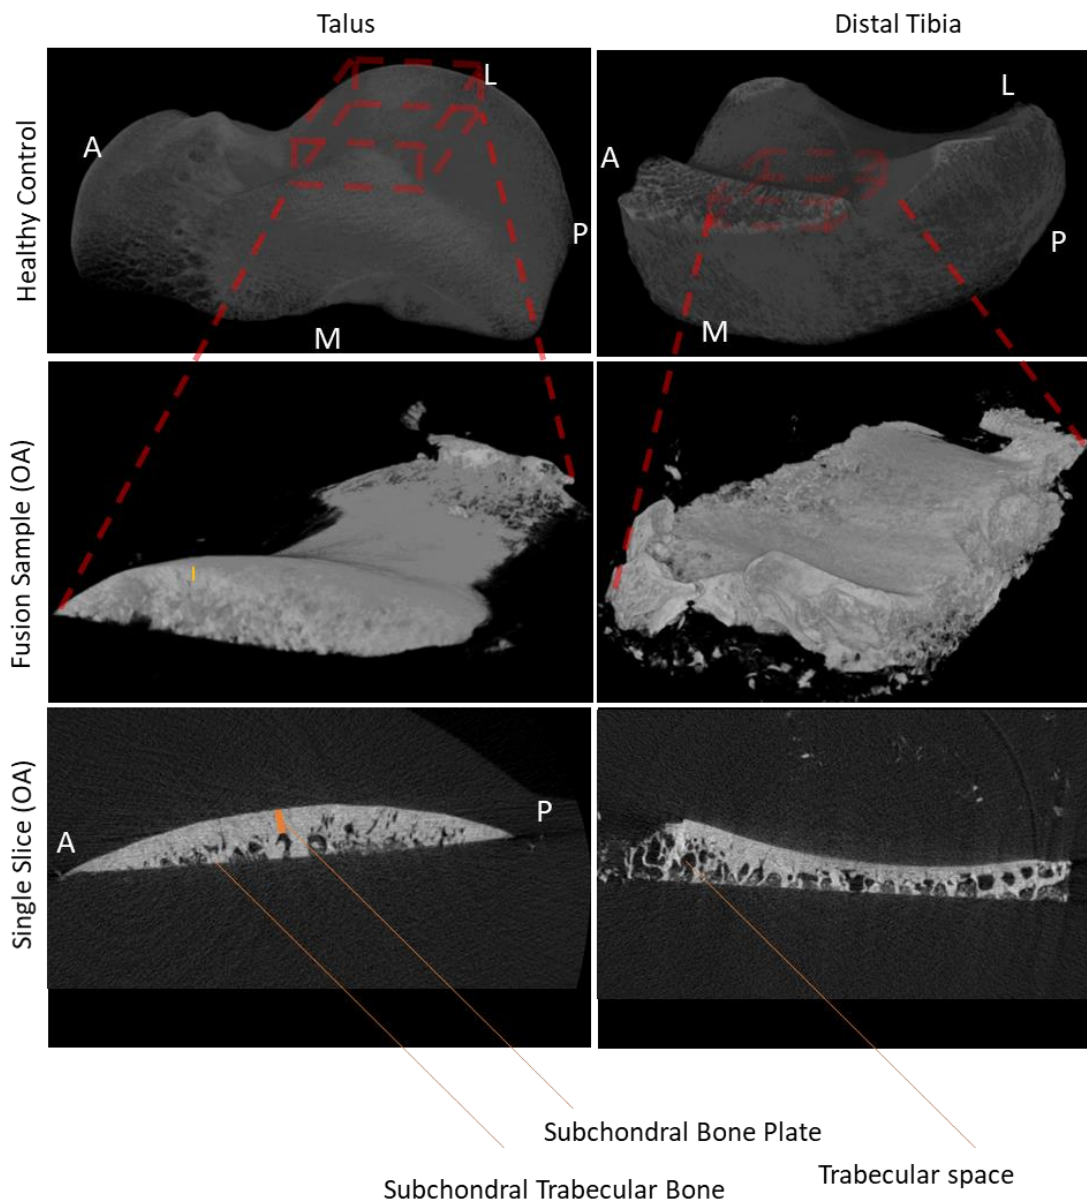 Talus
Distal Tibia
Healthy Control
A
L
P
M
A
L
P
M
Fusion Sample (OA)
Single Slice (OA)
A
P
Subchondral Bone Plate
Trabecular space
Subchondral Trabecular Bone